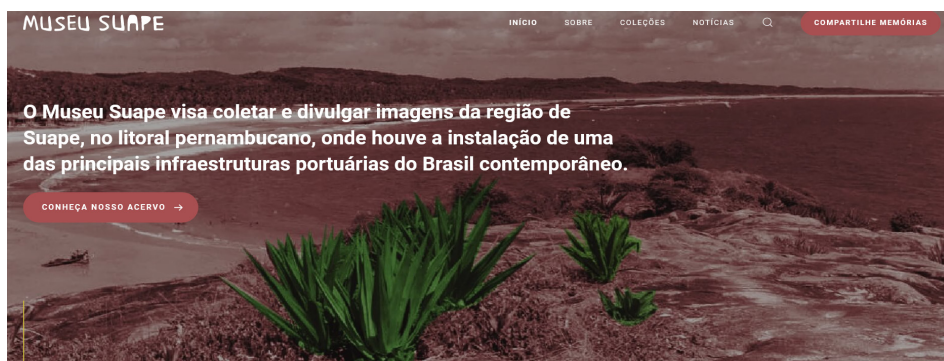 MUSEU SUAPE
INÍCIO SOBRE COLEÇÕES NOTÍCIAS COMPARTILHE MEMÓRIAS
O Museu Suape visa coletar e divulgar imagens da região de
Suape, no litoral pernambucano, onde houve a instalação de uma
das principais infraestruturas portuárias do Brasil contemporâneo.
CONHEÇA NOSSO ACERVO